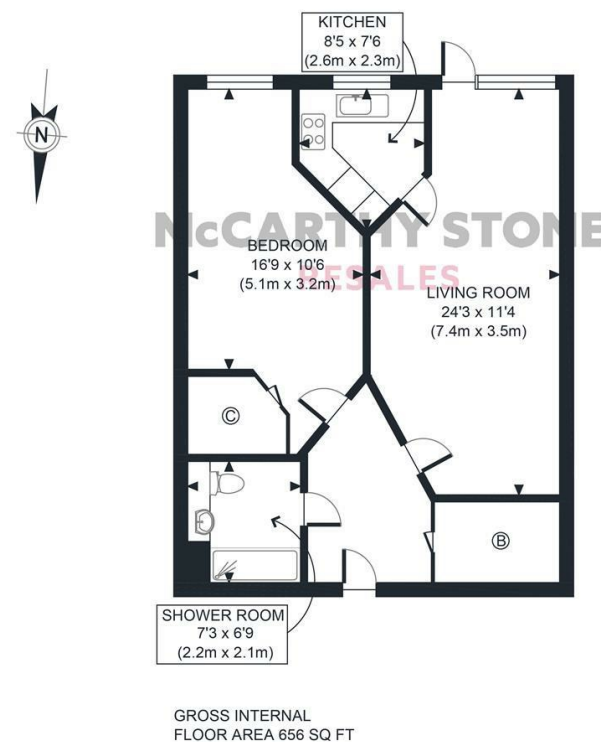 KITCHEN
8'5 x 7'6
(2.6m x 2.3m)
N
McCARTHY STONE
RESALES
BEDROOM
16'9 x 10'6
(5.1m x 3.2m)
LIVING ROOM
24'3 x 11'4
(7.4m x 3.5m)
C
B
SHOWER ROOM
7'3 x 6'9
(2.2m x 2.1m)
GROSS INTERNAL
FLOOR AREA 656 SQ FT